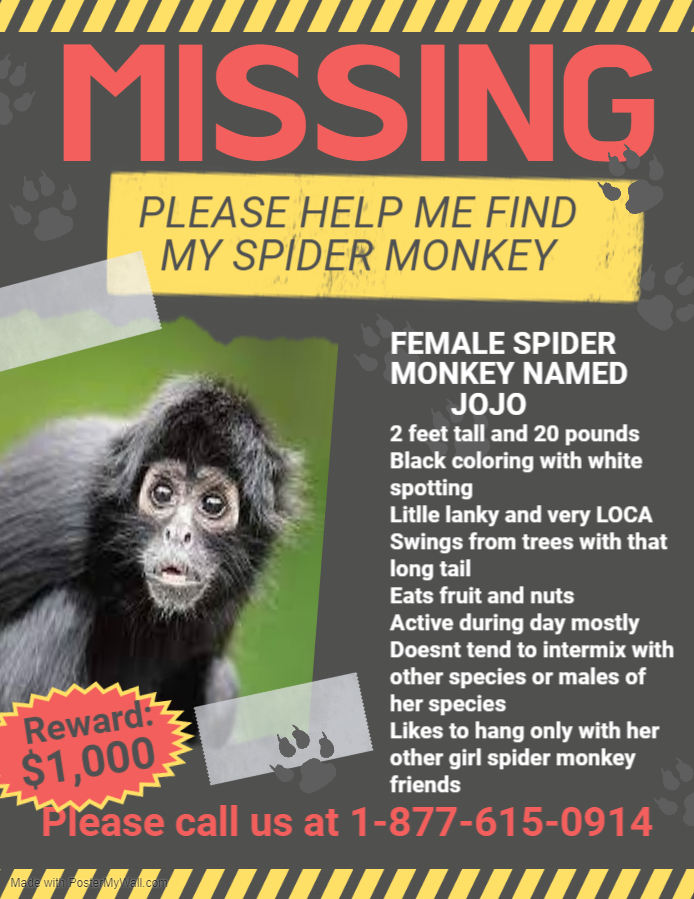 MISSING
PLEASE HELP ME FIND
MY SPIDER MONKEY
FEMALE SPIDER
MONKEY NAMED
JOJO
2 feet tall and 20 pounds
Black coloring with white
spotting
Litlle lanky and very LOCA
Swings from trees with that
long tail
Eats fruit and nuts
Active during day mostly
Doesnt tend to intermix with
other species or males of
her species
Likes to hang only with her
other girl spider monkey
friends
Reward:
$1,000
Please call us at 1-877-615-0914
Made with PosterMyWall.com